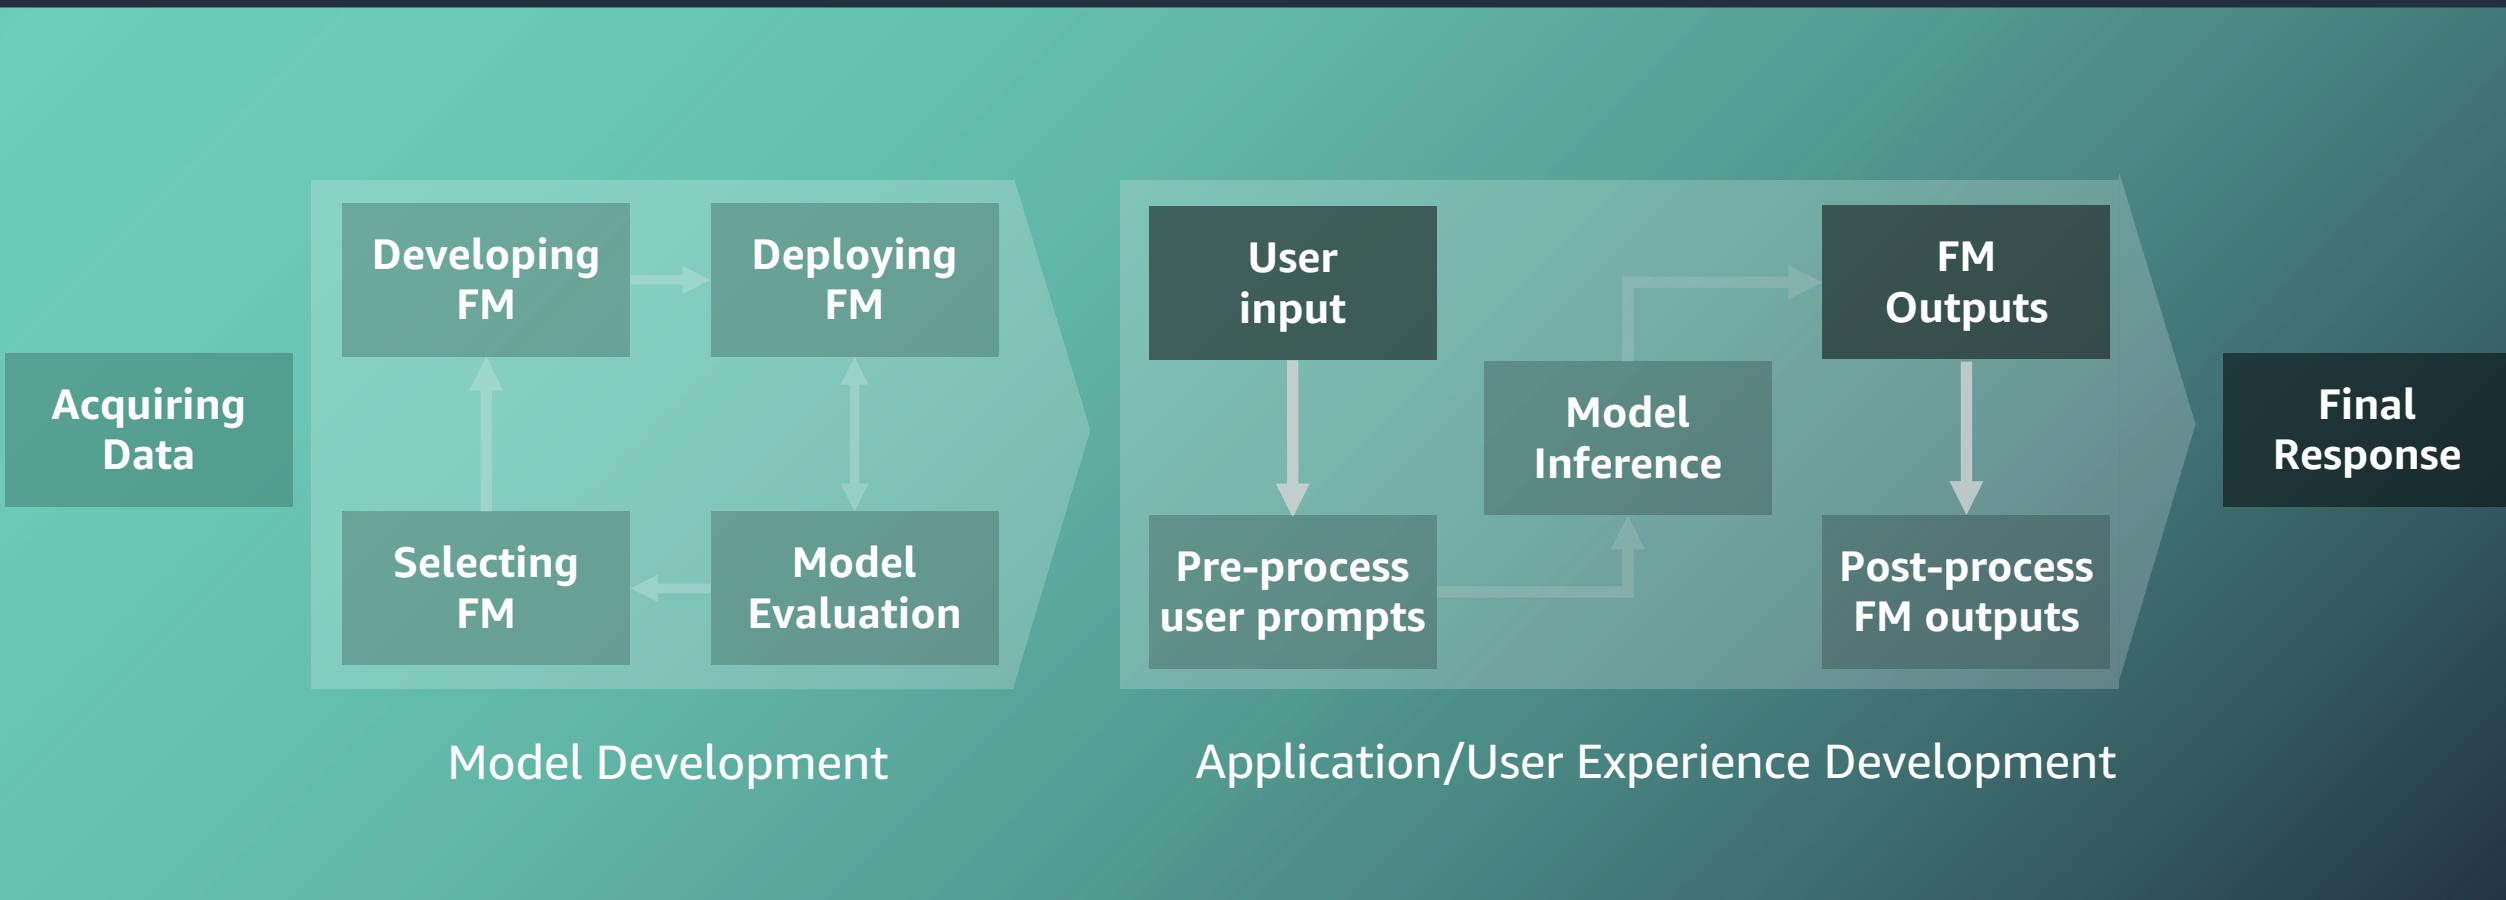 Acquiring
Data
Developing
FM
Deploying
FM
Selecting
FM
Model
Evaluation
Model Development
User
input
Pre-process
user prompts
Model
Inference
FM
Outputs
Post-process
FM outputs
Application/User Experience Development
Final
Response